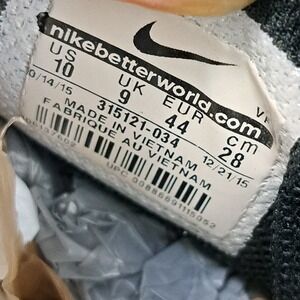 nikebetterworld.com
US UK EUR cm
10 9 44 28
0/14/15 315121-034 12/21/15
MADE IN VIETNAM
FABRIQUE AU VIETNAM